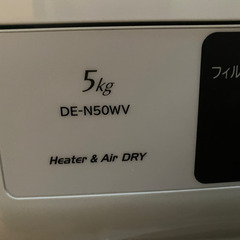 5kg
DE-N50WV
Heater & Air DRY
フィル